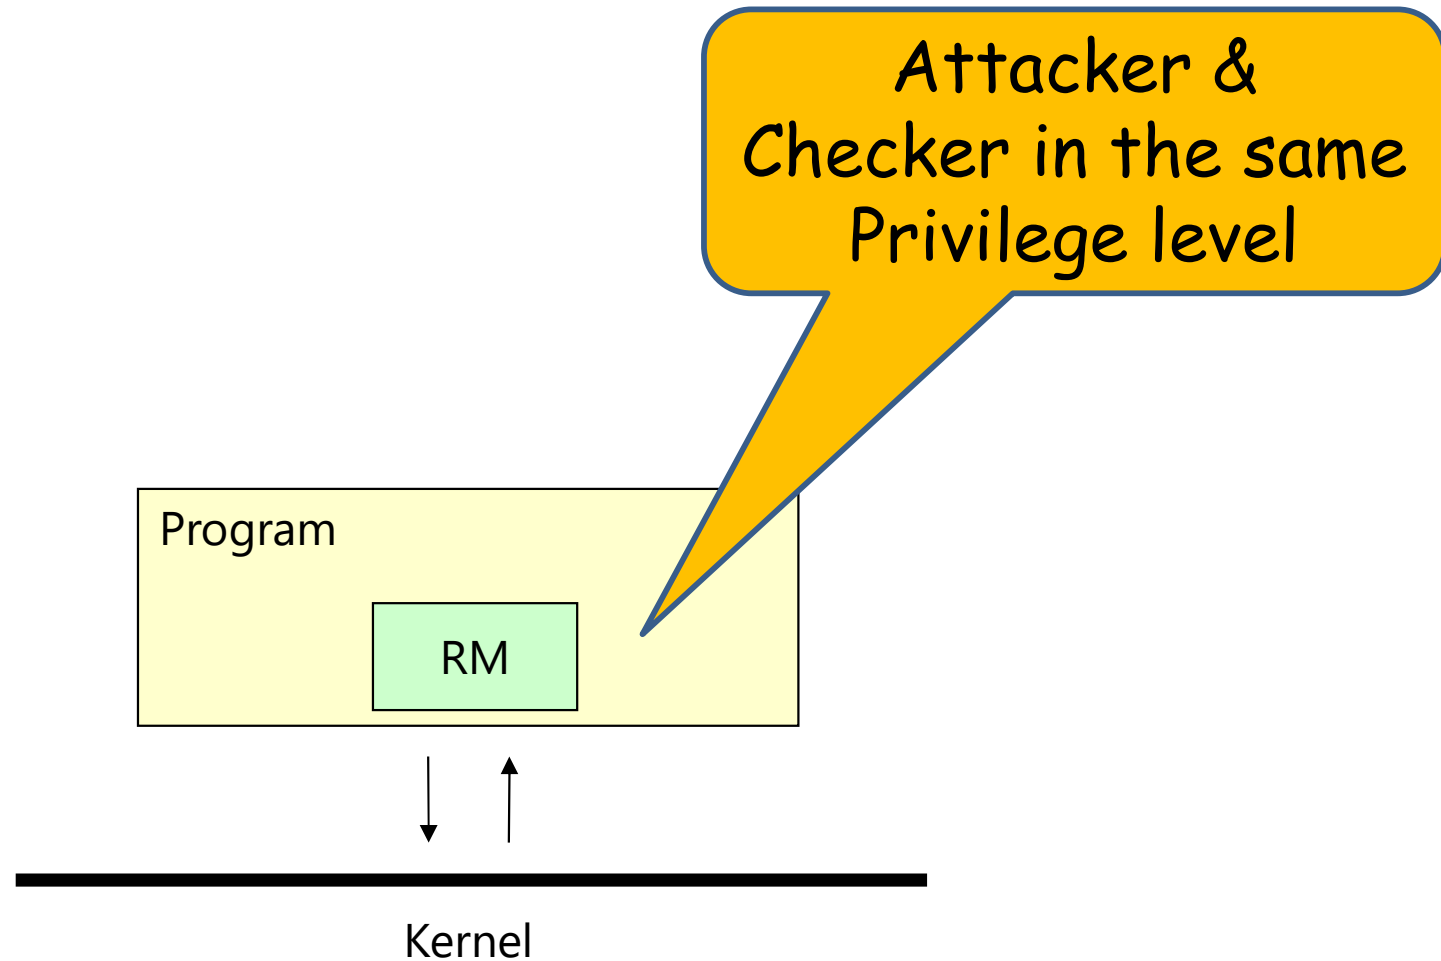 Attacker &
Checker in the same
Privilege level
Program
RM
Kernel